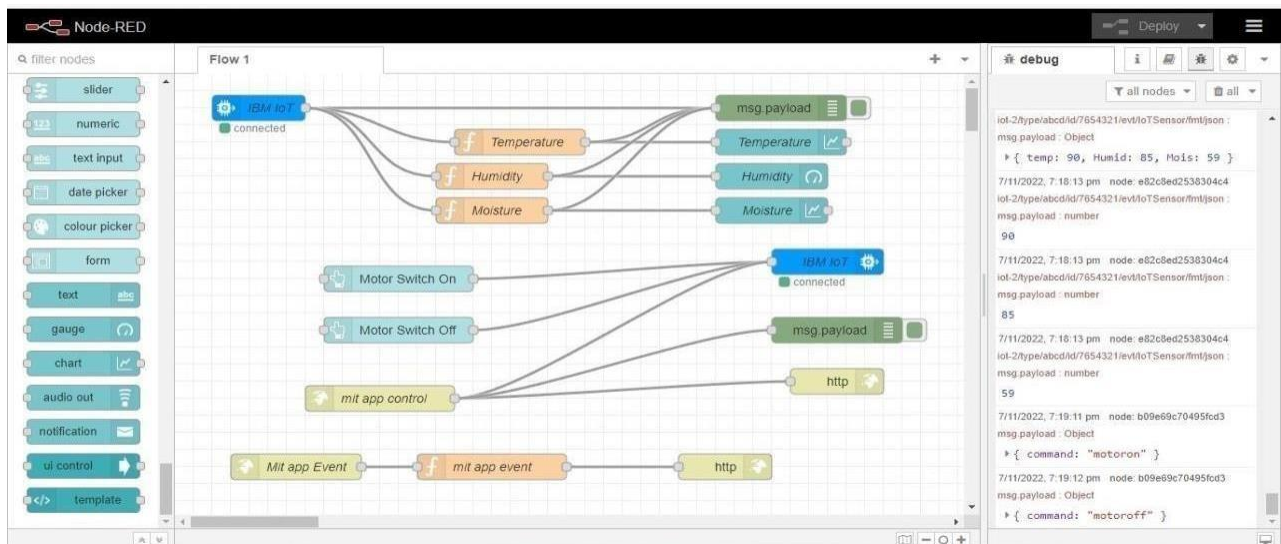 Node-RED
Deploy
filter nodes
slider
numeric
text input
date picker
colour picker
form
text
gauge
chart
audio out
notification
ui control
template
Flow 1
IBM IoT
connected
Temperature
Humidity
Moisture
msg.payload
Temperature
Humidity
Moisture
Motor Switch On
Motor Switch Off
IBM IoT
connected
msg.payload
mit app control
http
Mit app Event
mit app event
http
debug
all nodes
all
iot-2/type/abcd/id/7654321/evt/IoTSensor/fmt/json :
msg.payload : Object
{ temp: 90, Humid: 85, Mois: 59 }
7/11/2022, 7:18:13 pm node: e82c8ed2538304c4
iot-2/type/abcd/id/7654321/evt/IoTSensor/fmt/json :
msg.payload : number
90
7/11/2022, 7:18:13 pm node: e82c8ed2538304c4
iot-2/type/abcd/id/7654321/evt/IoTSensor/fmt/json :
msg.payload : number
85
7/11/2022, 7:18:13 pm node: e82c8ed2538304c4
iot-2/type/abcd/id/7654321/evt/IoTSensor/fmt/json :
msg.payload : number
59
7/11/2022, 7:19:11 pm node: b09e69c70495fcd3
msg.payload : Object
{ command: "motoron" }
7/11/2022, 7:19:12 pm node: b09e69c70495fcd3
msg.payload : Object
{ command: "motoroff" }